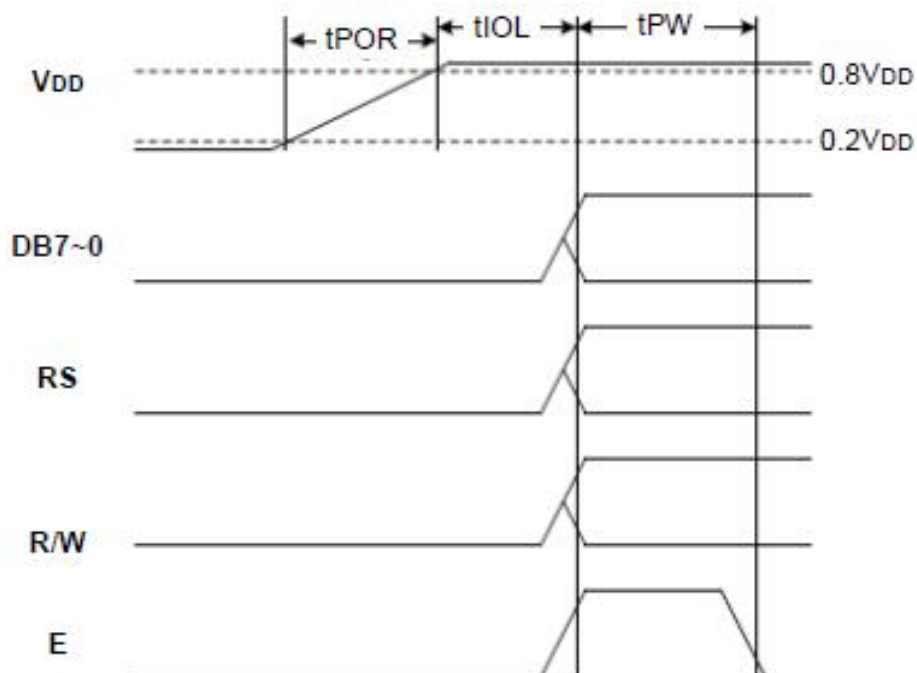 tPOR tIOL tPW
VDD 0.8VDD
0.2VDD
DB7~0
RS
R/W
E